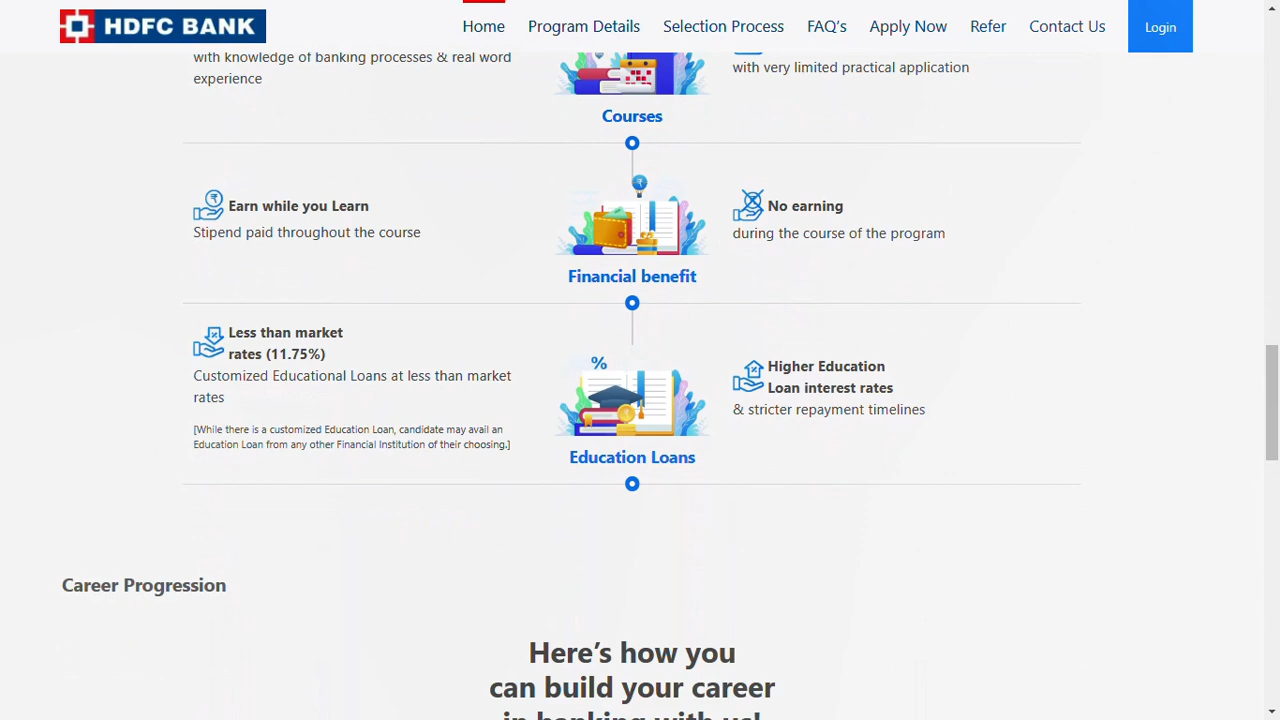 HDFC BANK
Home Program Details Selection Process FAQ's Apply Now Refer Contact Us Login
with knowledge of banking processes & real word
experience
with very limited practical application
Courses
Earn while you Learn
Stipend paid throughout the course
No earning
during the course of the program
Financial benefit
Less than market
rates (11.75%)
Customized Educational Loans at less than market
rates
[While there is a customized Education Loan, candidate may avail an
Education Loan from any other Financial Institution of their choosing.]
%
Higher Education
Loan interest rates
& stricter repayment timelines
Education Loans
Career Progression
Here’s how you
can build your career
in banking with us!